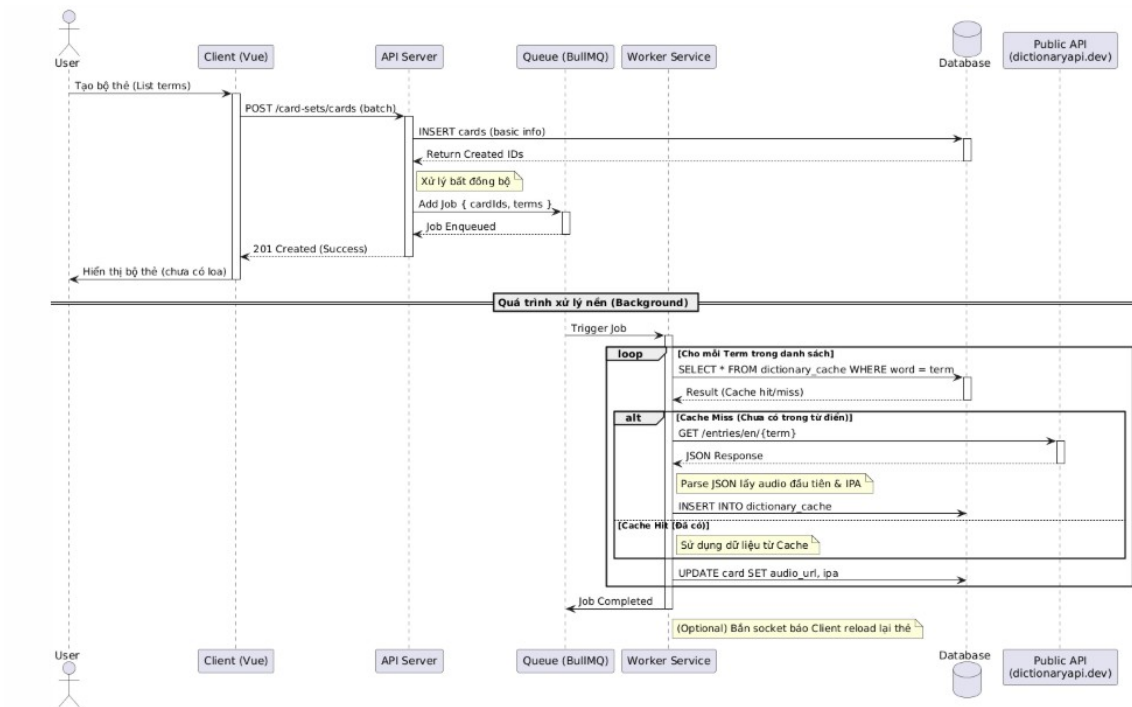 User
Client (Vue)
API Server
Queue (BullMQ)
Worker Service
Database
Public API
(dictionaryapi.dev)
Tạo bộ thẻ (List terms)
POST /card-sets/cards (batch)
INSERT cards (basic info)
Return Created IDs
Xử lý bất đồng bộ
Add Job { cardIds, terms }
Job Enqueued
201 Created (Success)
Hiển thị bộ thẻ (chưa có loa)
Quá trình xử lý nền (Background)
Trigger Job
loop
[Cho mỗi Term trong danh sách]
SELECT * FROM dictionary_cache WHERE word = term
Result (Cache hit/miss)
alt
[Cache Miss (Chưa có trong từ điển)]
GET /entries/en/{term}
JSON Response
Parse JSON lấy audio đầu tiên & IPA
INSERT INTO dictionary_cache
[Cache Hit (Đã có)]
Sử dụng dữ liệu từ Cache
UPDATE card SET audio_url, ipa
Job Completed
(Optional) Bắn socket báo Client reload lại thẻ
User
Client (Vue)
API Server
Queue (BullMQ)
Worker Service
Database
Public API
(dictionaryapi.dev)